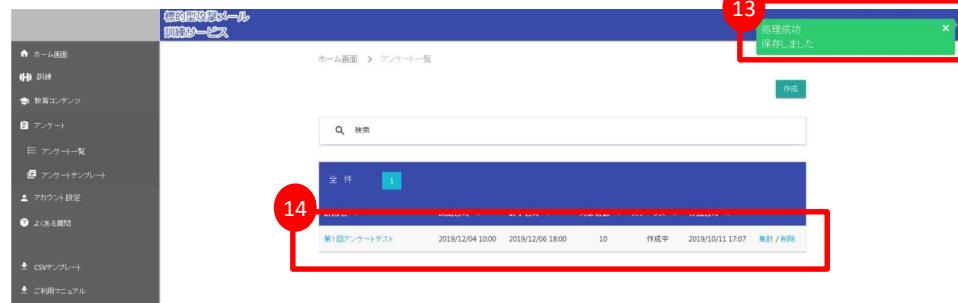 標的型攻撃メール
訓練サービス
13
処理成功
保存しました
×
ホーム画面
訓練
教育コンテンツ
アンケート
アンケート一覧
アンケートテンプレート
アカウント設定
よくある質問
CSVテンプレート
ご利用マニュアル
ホーム画面 > アンケート一覧
作成
検索
全 件 1
14
第1回アンケートテスト 2019/12/04 10:00 2019/12/06 18:00 10 作成中 2019/10/11 17:07 集計 / 削除